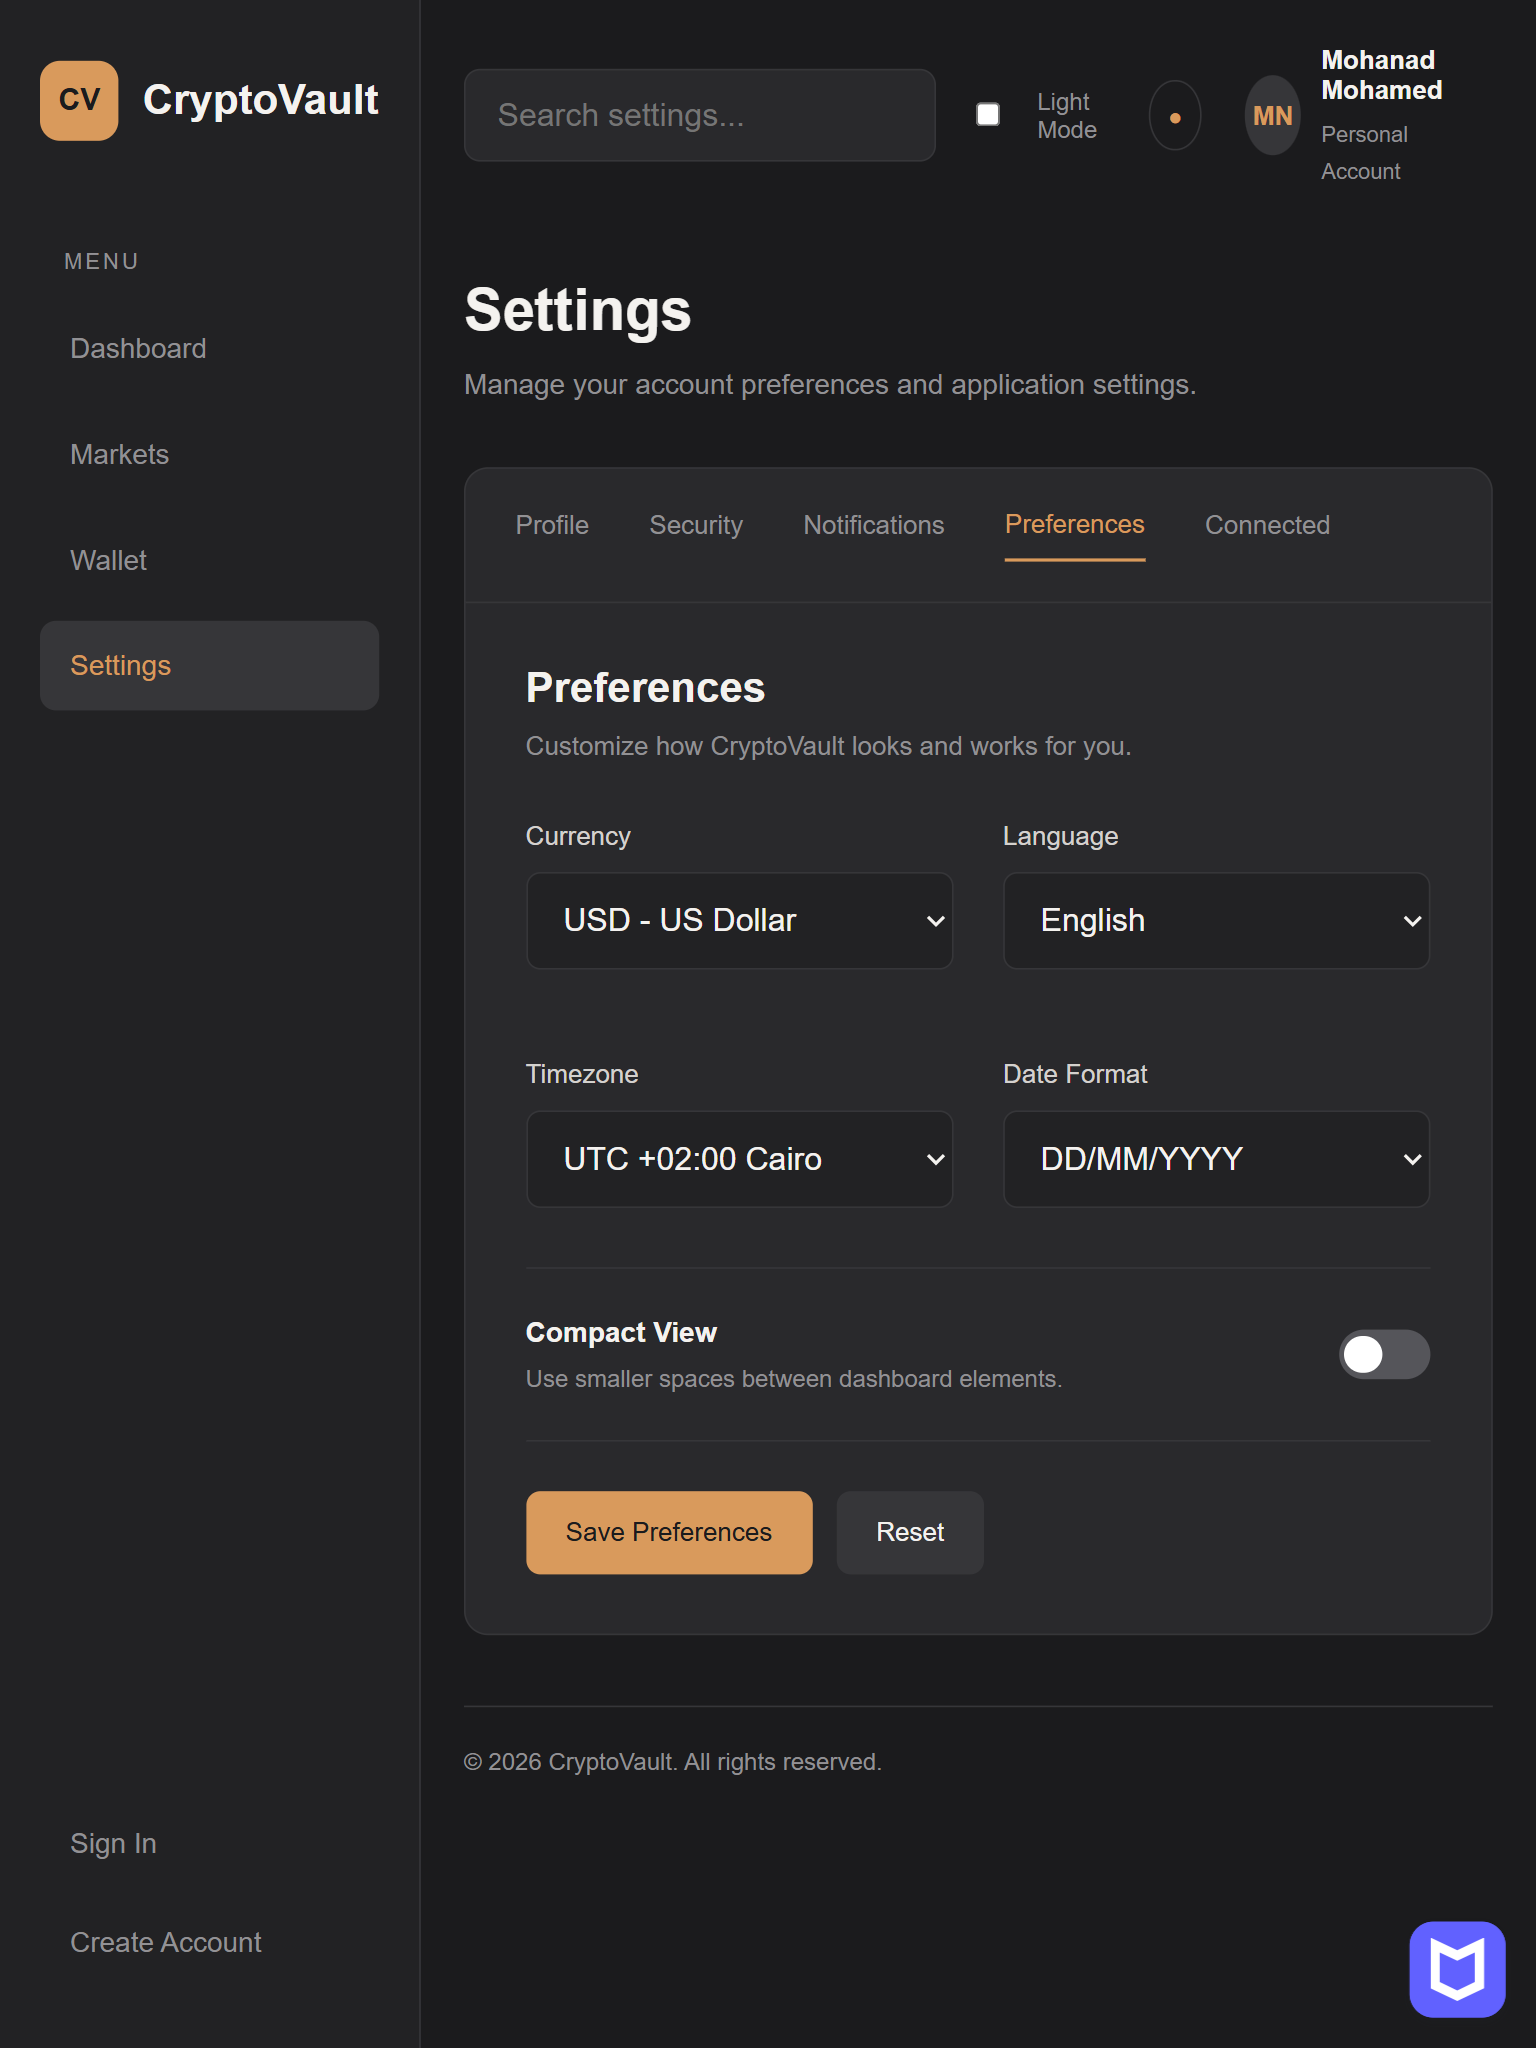 CV
CryptoVault
MENU
Dashboard
Markets
Wallet
Settings
Sign In
Create Account
Search settings...
Light
Mode
MN
Mohanad
Mohamed
Personal
Account
Settings
Manage your account preferences and application settings.
Profile
Security
Notifications
Preferences
Connected
Preferences
Customize how CryptoVault looks and works for you.
Currency
Language
USD - US Dollar
English
Timezone
Date Format
UTC +02:00 Cairo
DD/MM/YYYY
Compact View
Use smaller spaces between dashboard elements.
Save Preferences
Reset
© 2026 CryptoVault. All rights reserved.